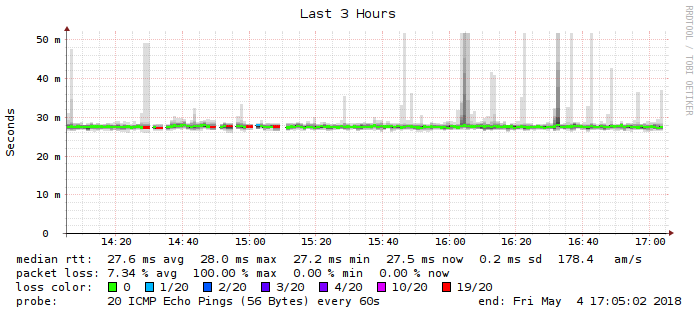 Last 3 Hours
RRDTOOL / TOBI OETIKER
Seconds
50 m
40 m
30 m
20 m
10 m
0
14:20 14:40 15:00 15:20 15:40 16:00 16:20 16:40 17:00
median rtt: 27.6 ms avg 28.0 ms max 27.2 ms min 27.5 ms now 0.2 ms sd 178.4 am/s
packet loss: 7.34 % avg 100.00 % max 0.00 % min 0.00 % now
loss color: 0 1/20 2/20 3/20 4/20 10/20 19/20
probe: 20 ICMP Echo Pings (56 Bytes) every 60s end: Fri May 4 17:05:02 2018